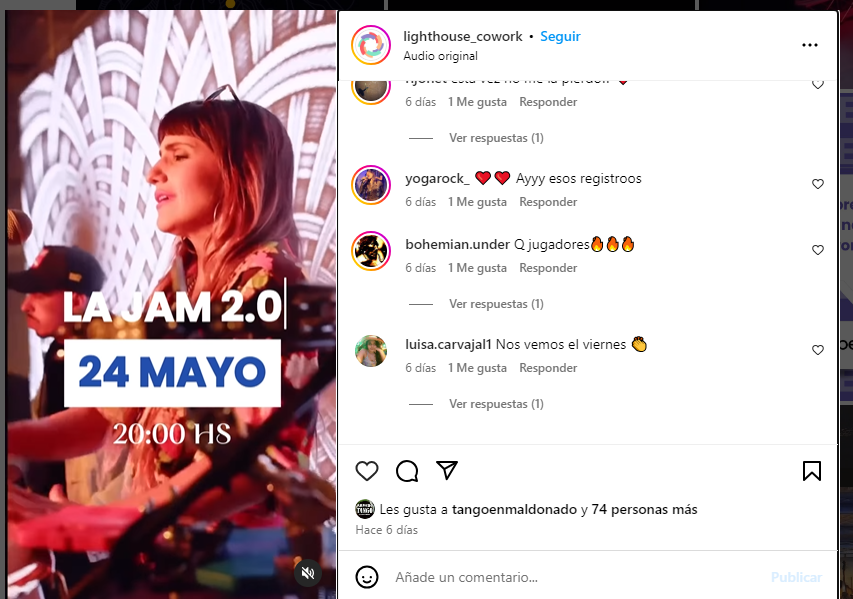 LA JAM 2.0
24 MAYO
20:00 HS
lighthouse_cowork • Seguir
Audio original
esta vez no me la pierdo!!
6 días 1 Me gusta Responder
Ver respuestas (1)
yogarock_ ❤️❤️ Ayyy esos registroos
6 días 1 Me gusta Responder
bohemian.under Q jugadores🔥🔥🔥
6 días 1 Me gusta Responder
Ver respuestas (1)
luisa.carvajal1 Nos vemos el viernes 👏
6 días 1 Me gusta Responder
Ver respuestas (1)
Les gusta a tangoenmaldonado y 74 personas más
Hace 6 días
Añade un comentario...
Publicar